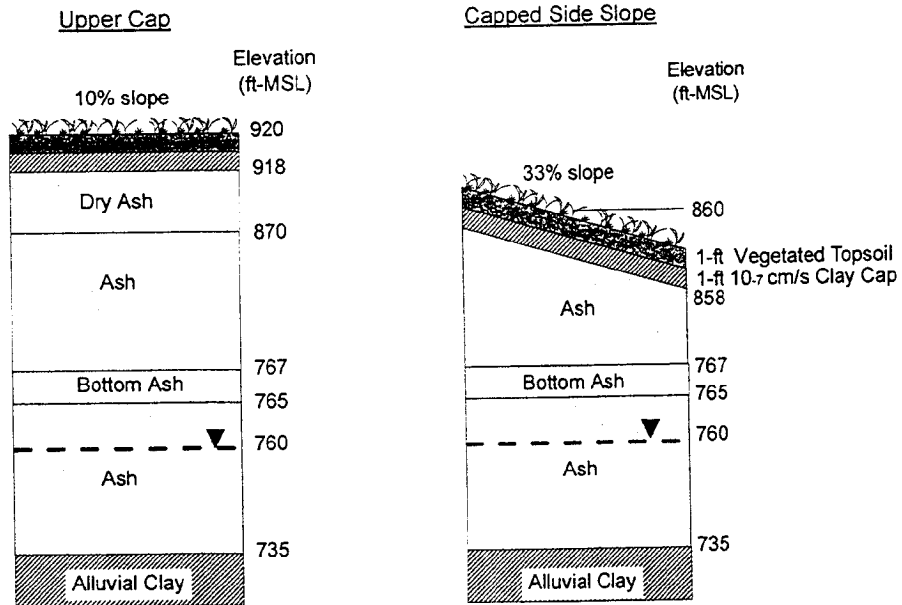 Upper Cap
Elevation
(ft-MSL)
10% slope
920
918
Dry Ash
870
Ash
767
Bottom Ash
765
760
Ash
735
Alluvial Clay
Capped Side Slope
Elevation
(ft-MSL)
33% slope
860
1-ft Vegetated Topsoil
1-ft 10-7 cm/s Clay Cap
858
Ash
767
Bottom Ash
765
760
Ash
735
Alluvial Clay